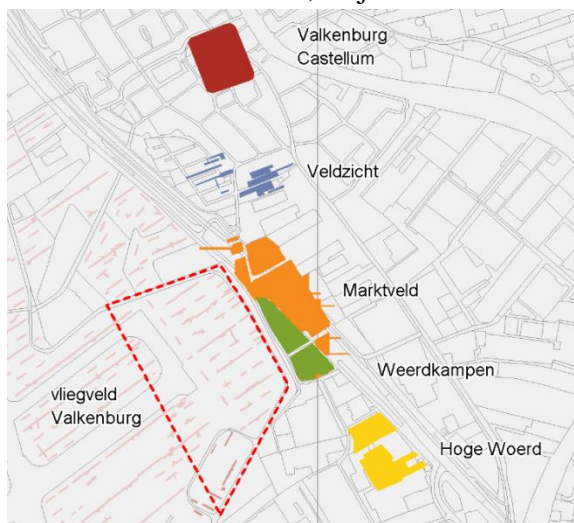 Valkenburg
Castellum
Veldzicht
Marktveld
Weerdkampen
vliegveld
Valkenburg
Hoge Woerd